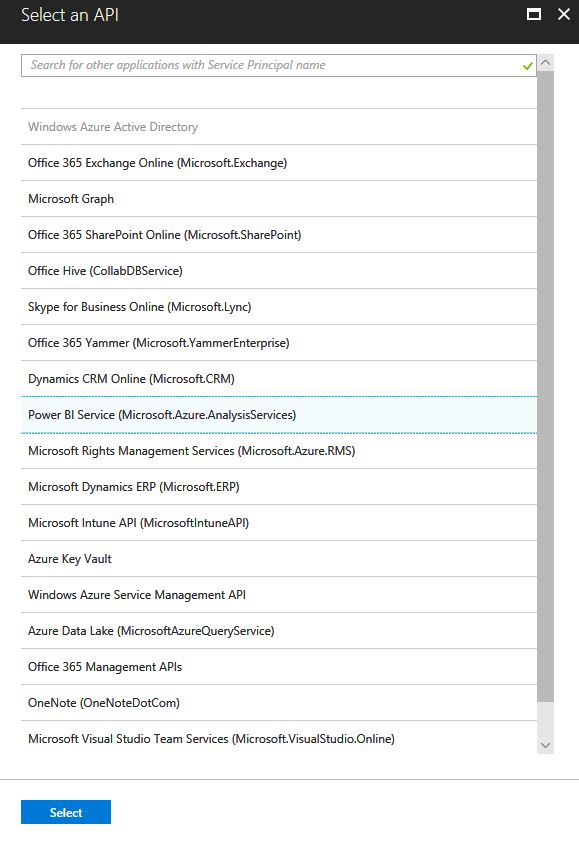 Select an API
Search for other applications with Service Principal name
Windows Azure Active Directory
Office 365 Exchange Online (Microsoft.Exchange)
Microsoft Graph
Office 365 SharePoint Online (Microsoft.SharePoint)
Office Hive (CollabDBService)
Skype for Business Online (Microsoft.Lync)
Office 365 Yammer (Microsoft.YammerEnterprise)
Dynamics CRM Online (Microsoft.CRM)
Power BI Service (Microsoft.Azure.AnalysisServices)
Microsoft Rights Management Services (Microsoft.Azure.RMS)
Microsoft Dynamics ERP (Microsoft.ERP)
Microsoft Intune API (MicrosoftIntuneAPI)
Azure Key Vault
Windows Azure Service Management API
Azure Data Lake (MicrosoftAzureQueryService)
Office 365 Management APIs
OneNote (OneNoteDotCom)
Microsoft Visual Studio Team Services (Microsoft.VisualStudio.Online)
Select